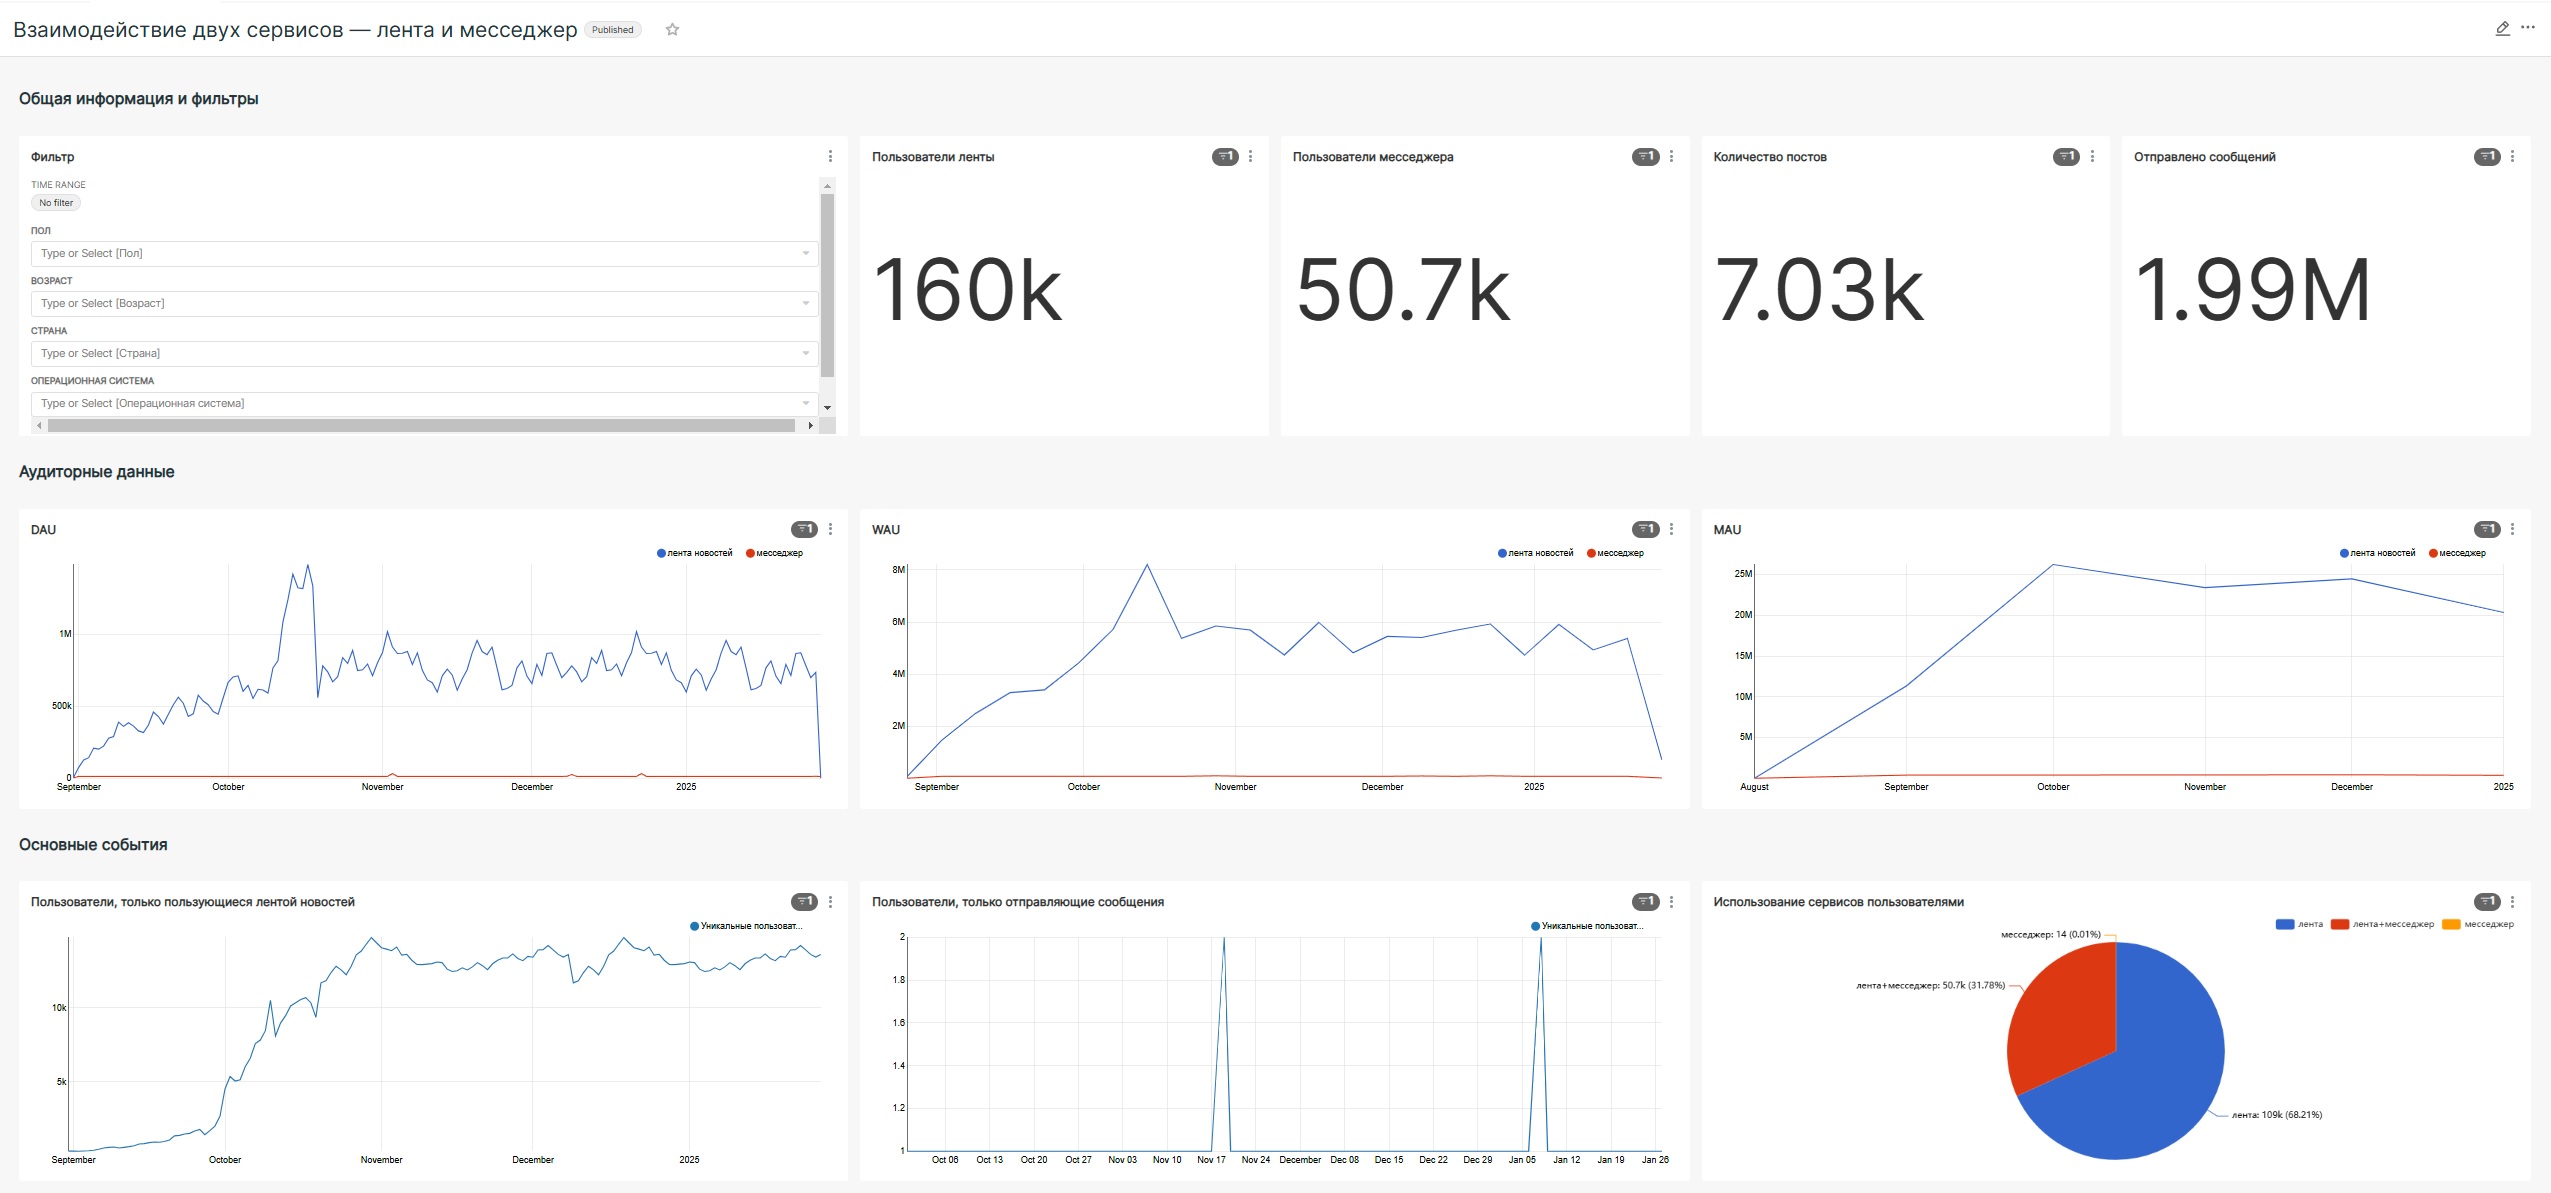 Взаимодействие двух сервисов — лента и месседжер
Published
Общая информация и фильтры
Фильтр
TIME RANGE
No filter
ПОЛ
Type or Select [Пол]
ВОЗРАСТ
Type or Select [Возраст]
СТРАНА
Type or Select [Страна]
ОПЕРАЦИОННАЯ СИСТЕМА
Type or Select [Операционная система]
Пользователи ленты
1
160k
Пользователи месседжера
1
50.7k
Количество постов
1
7.03k
Отправлено сообщений
1
1.99M
Аудиторные данные
DAU
1
лента новостей месседжер
1M
500k
0
September October November December 2025
WAU
1
лента новостей месседжер
8M
6M
4M
2M
September October November December 2025
MAU
1
лента новостей месседжер
25M
20M
15M
10M
5M
August September October November December 2025
Основные события
Пользователи, только пользующиеся лентой новостей
1
Уникальные пользоват...
10k
5k
September October November December 2025
Пользователи, только отправляющие сообщения
1
Уникальные пользоват...
2
1.8
1.6
1.4
1.2
1
Oct 06 Oct 13 Oct 20 Oct 27 Nov 03 Nov 10 Nov 17 Nov 24 December Dec 08 Dec 15 Dec 22 Dec 29 Jan 05 Jan 12 Jan 19 Jan 26
Использование сервисов пользователями
1
лента лента+месседжер месседжер
месседжер: 14 (0.01%)
лента+месседжер: 50.7k (31.78%)
лента: 109k (68.21%)